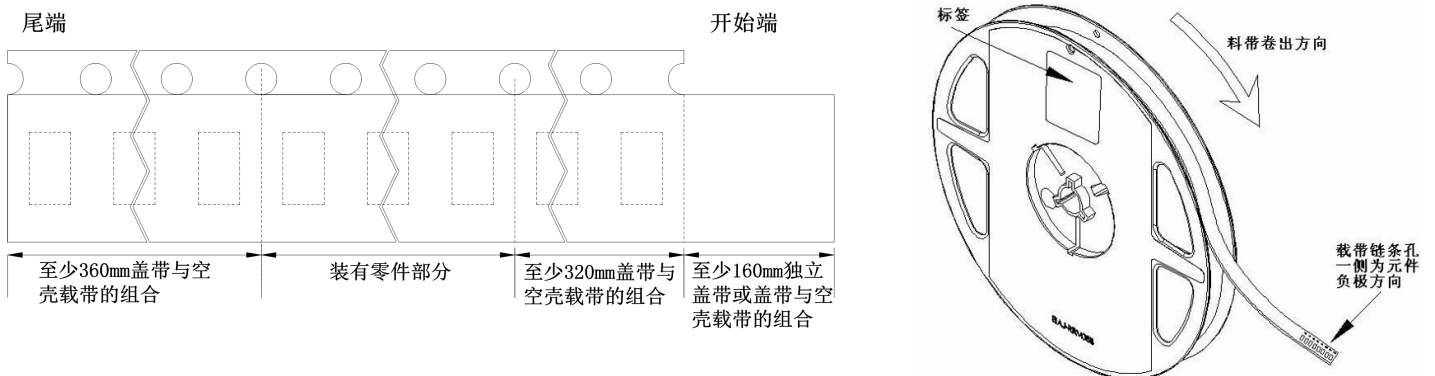 尾端
开始端
至少360mm盖带与空
壳载带的组合
装有零件部分
至少320mm盖带与
空壳载带的组合
至少160mm独立
盖带或盖带与空
壳载带的组合
标签
料带卷出方向
载带链条孔
一侧为元件
负极方向